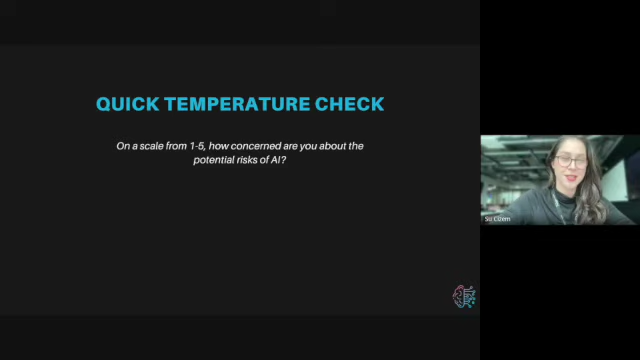 QUICK TEMPERATURE CHECK
On a scale from 1-5, how concerned are you about the
potential risks of AI?
Su Cizem